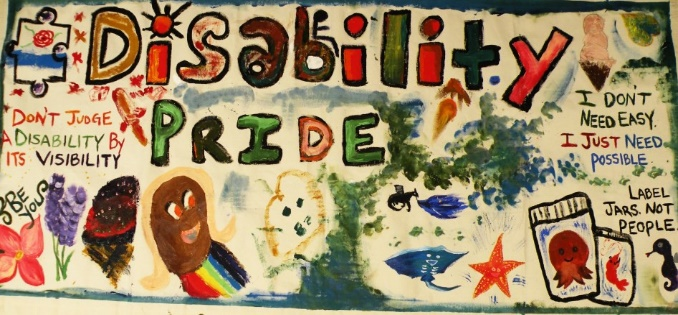 Disability
PRIDE
DON'T JUDGE
A DISABILITY BY
ITS VISIBILITY
BE
YOU
I DON'T
NEED EASY.
I JUST NEED
POSSIBLE.
LABEL
JARS. NOT
PEOPLE.